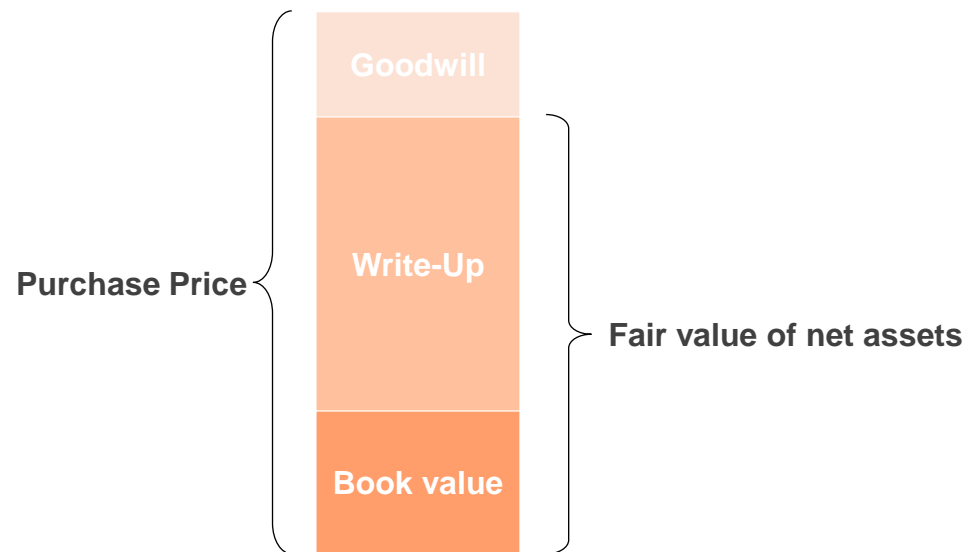 Goodwill
Write-Up
Purchase Price
Fair value of net assets
Book value